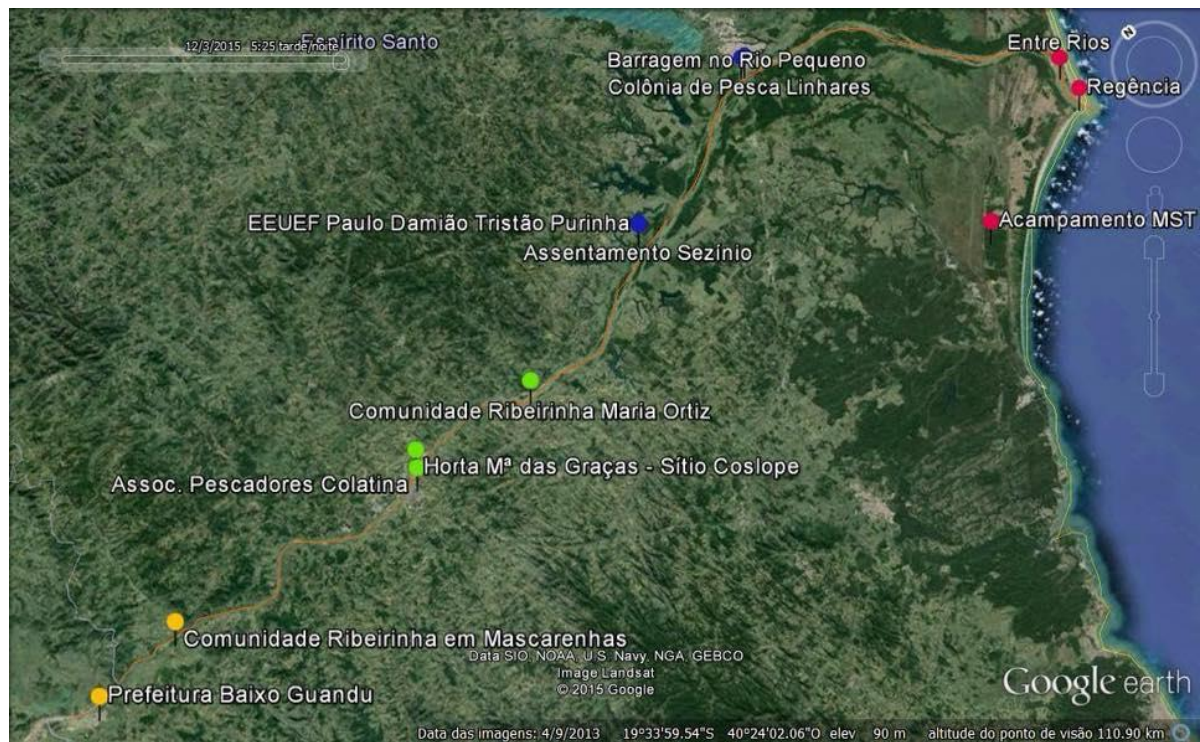 Espírito Santo
12/3/2015 5:25 tarde/noite
Entre Rios
Barragem no Rio Pequeno
Colônia de Pesca Linhares
Regência
EEUEF Paulo Damião Tristão Purinha
Acampamento MST
Assentamento Sezínio
Comunidade Ribeirinha Maria Ortiz
Horta Mª das Graças - Sítio Coslope
Assoc. Pescadores Colatina
Comunidade Ribeirinha em Mascarenhas
Data SIO, NOAA, U.S. Navy, NGA, GEBCO
Image Landsat
© 2015 Google
Prefeitura Baixo Guandu
Google earth
Data das imagens: 4/9/2013 19°33'59.54"S 40°24'02.06"O elev 90 m altitude do ponto de visão 110.90 km
N